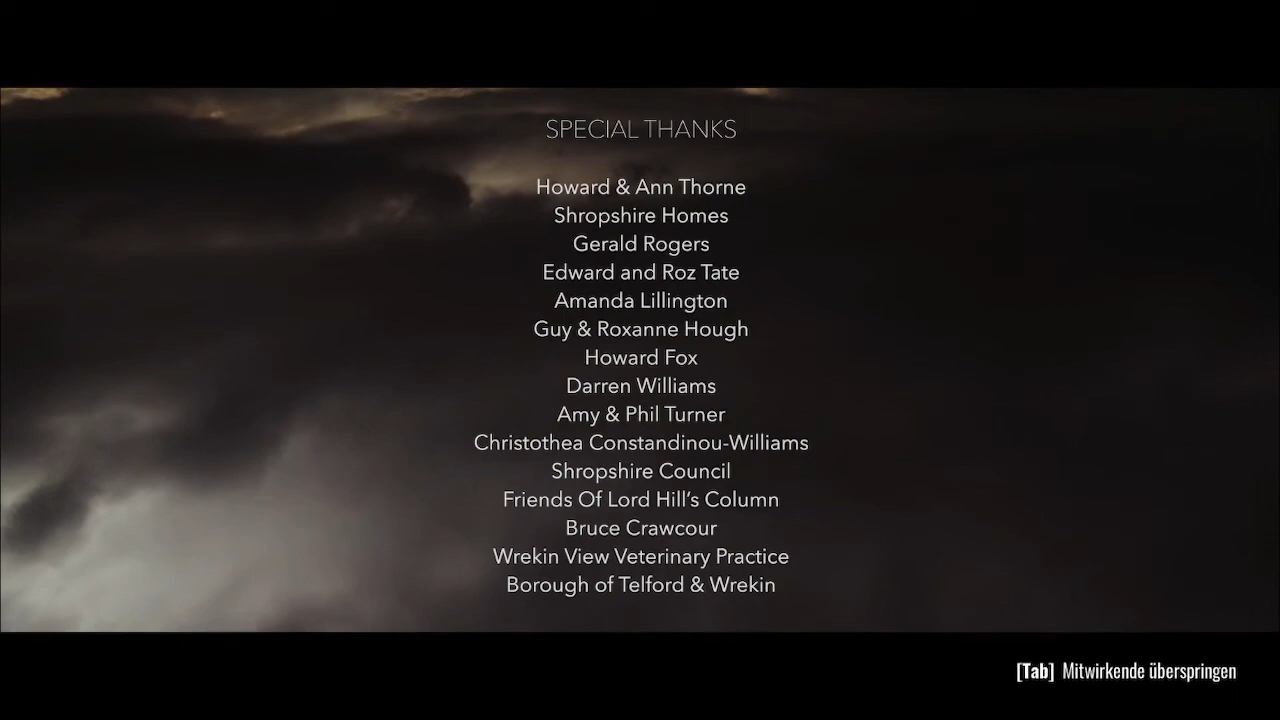 SPECIAL THANKS
Howard & Ann Thorne
Shropshire Homes
Gerald Rogers
Edward and Roz Tate
Amanda Lillington
Guy & Roxanne Hough
Howard Fox
Darren Williams
Amy & Phil Turner
Christothea Constandinou-Williams
Shropshire Council
Friends Of Lord Hill’s Column
Bruce Crawcour
Wrekin View Veterinary Practice
Borough of Telford & Wrekin
[Tab] Mitwirkende überspringen